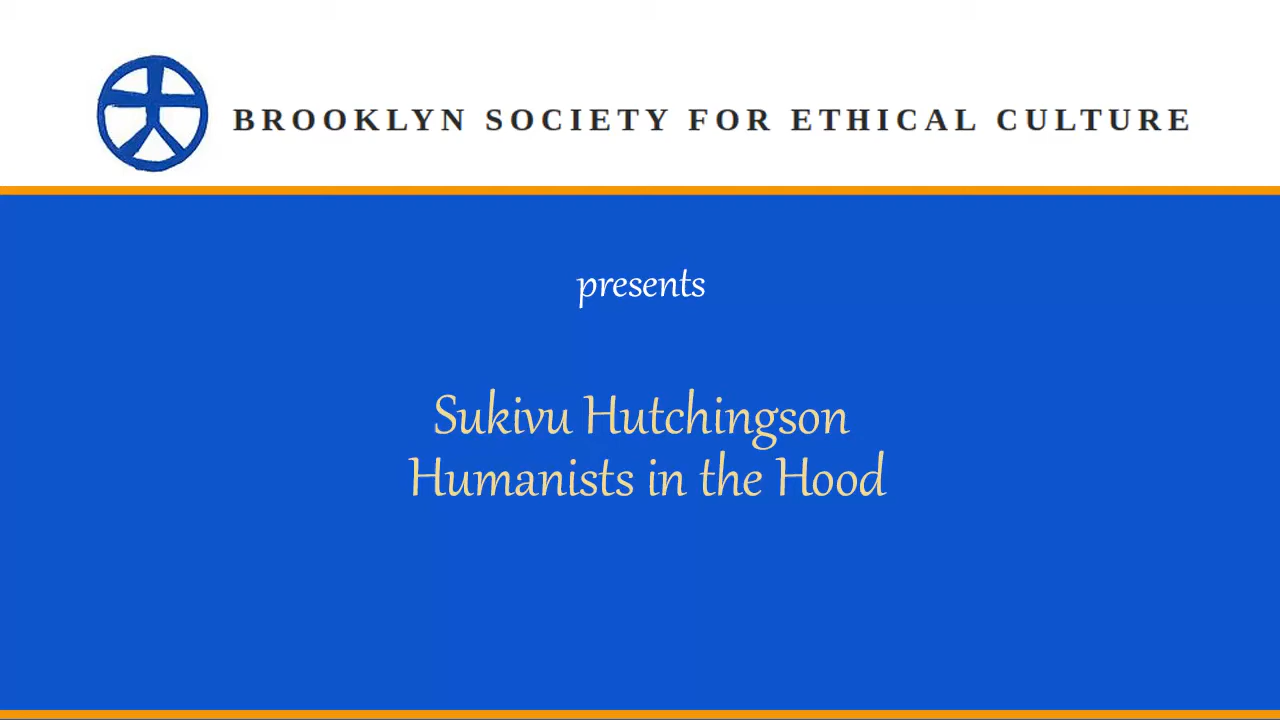 BROOKLYN SOCIETY FOR ETHICAL CULTURE
presents
Sukivu Hutchingson
Humanists in the Hood